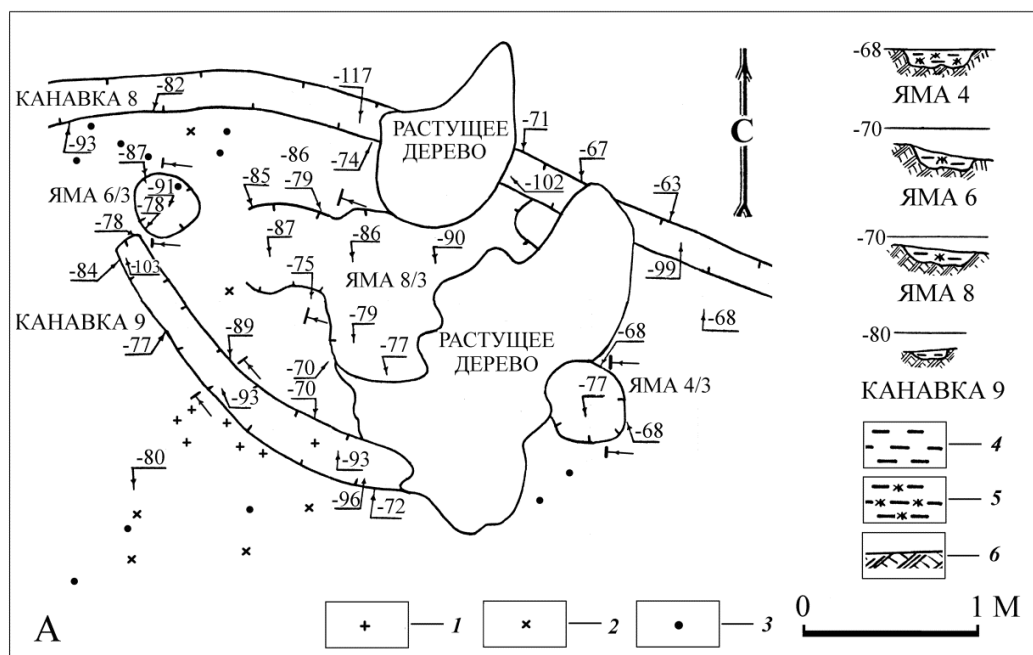 КАНАВКА 8
-82
-117
-93
-87
-91
-78
ЯМА 6/3
-86
-85
-79
-74
РАСТУЩЕЕ
ДЕРЕВО
-71
-67
-102
-63
-99
-68
-78
-84
-103
КАНАВКА 9
-77
-87
-86
-90
-75
ЯМА 8/3
-79
-77
-70
-89
-70
-93
РАСТУЩЕЕ
ДЕРЕВО
-68
ЯМА 4/3
-77
-68
-80
-93
-96
-72
С
-68
ЯМА 4
-70
ЯМА 6
-70
ЯМА 8
-80
КАНАВКА 9
4
5
6
А
1
2
3
0 1 М